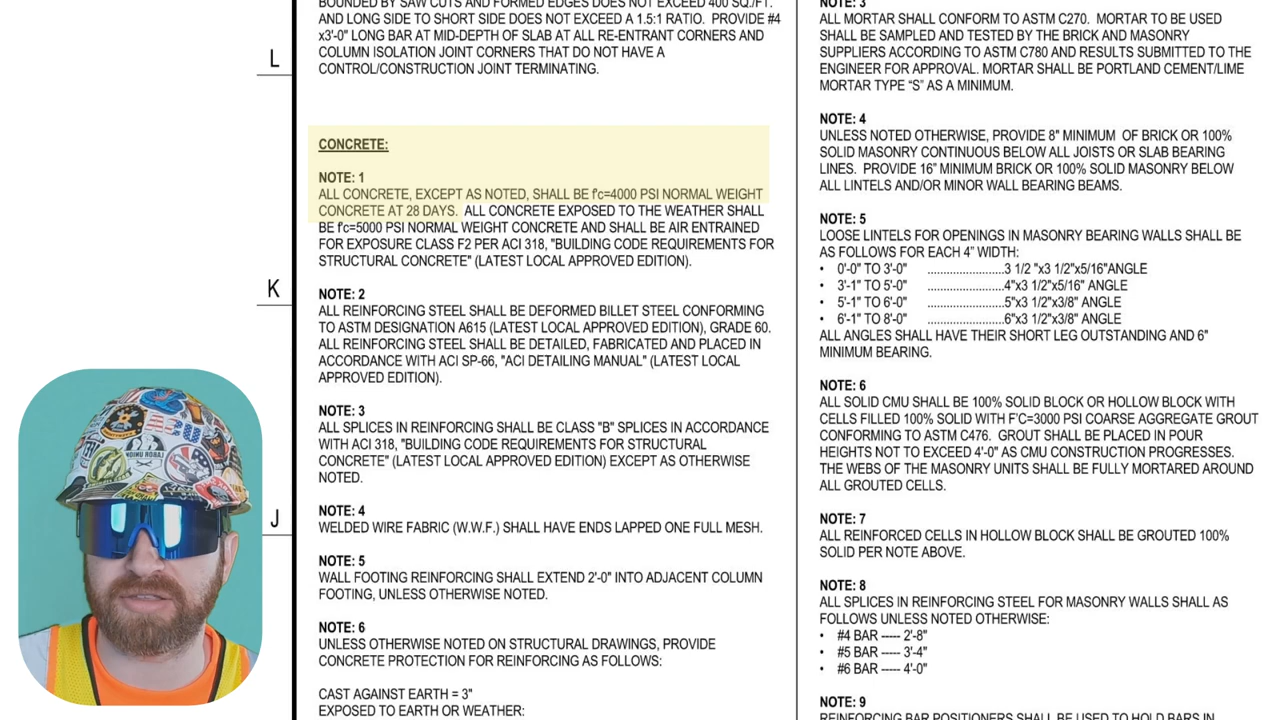 BOUNDED BY SAW CUTS AND FORMED EDGES DOES NOT EXCEED 400 SQ./FT.
AND LONG SIDE TO SHORT SIDE DOES NOT EXCEED A 1.5:1 RATIO.  PROVIDE #4
x3'-0" LONG BAR AT MID-DEPTH OF SLAB AT ALL RE-ENTRANT CORNERS AND
COLUMN ISOLATION JOINT CORNERS THAT DO NOT HAVE A
CONTROL/CONSTRUCTION JOINT TERMINATING.
L
CONCRETE:
NOTE: 1
ALL CONCRETE, EXCEPT AS NOTED, SHALL BE f'c=4000 PSI NORMAL WEIGHT
CONCRETE AT 28 DAYS.  ALL CONCRETE EXPOSED TO THE WEATHER SHALL
BE f'c=5000 PSI NORMAL WEIGHT CONCRETE AND SHALL BE AIR ENTRAINED
FOR EXPOSURE CLASS F2 PER ACI 318, "BUILDING CODE REQUIREMENTS FOR
STRUCTURAL CONCRETE" (LATEST LOCAL APPROVED EDITION).
K
NOTE: 2
ALL REINFORCING STEEL SHALL BE DEFORMED BILLET STEEL CONFORMING
TO ASTM DESIGNATION A615 (LATEST LOCAL APPROVED EDITION), GRADE 60.
ALL REINFORCING STEEL SHALL BE DETAILED, FABRICATED AND PLACED IN
ACCORDANCE WITH ACI SP-66, "ACI DETAILING MANUAL" (LATEST LOCAL
APPROVED EDITION).
NOTE: 3
ALL SPLICES IN REINFORCING SHALL BE CLASS "B" SPLICES IN ACCORDANCE
WITH ACI 318, "BUILDING CODE REQUIREMENTS FOR STRUCTURAL
CONCRETE" (LATEST LOCAL APPROVED EDITION) EXCEPT AS OTHERWISE
NOTED.
J
NOTE: 4
WELDED WIRE FABRIC (W.W.F.) SHALL HAVE ENDS LAPPED ONE FULL MESH.
NOTE: 5
WALL FOOTING REINFORCING SHALL EXTEND 2'-0" INTO ADJACENT COLUMN
FOOTING, UNLESS OTHERWISE NOTED.
NOTE: 6
UNLESS OTHERWISE NOTED ON STRUCTURAL DRAWINGS, PROVIDE
CONCRETE PROTECTION FOR REINFORCING AS FOLLOWS:
CAST AGAINST EARTH = 3"
EXPOSED TO EARTH OR WEATHER:
NOTE: 3
ALL MORTAR SHALL CONFORM TO ASTM C270.  MORTAR TO BE USED
SHALL BE SAMPLED AND TESTED BY THE BRICK AND MASONRY
SUPPLIERS ACCORDING TO ASTM C780 AND RESULTS SUBMITTED TO THE
ENGINEER FOR APPROVAL. MORTAR SHALL BE PORTLAND CEMENT/LIME
MORTAR TYPE “S” AS A MINIMUM.
NOTE: 4
UNLESS NOTED OTHERWISE, PROVIDE 8" MINIMUM  OF BRICK OR 100%
SOLID MASONRY CONTINUOUS BELOW ALL JOISTS OR SLAB BEARING
LINES.  PROVIDE 16” MINIMUM BRICK OR 100% SOLID MASONRY BELOW
ALL LINTELS AND/OR MINOR WALL BEARING BEAMS.
NOTE: 5
LOOSE LINTELS FOR OPENINGS IN MASONRY BEARING WALLS SHALL BE
AS FOLLOWS FOR EACH 4” WIDTH:
• 0'-0" TO 3'-0" .......................3 1/2 "x3 1/2"x5/16"ANGLE
• 3'-1" TO 5'-0" .......................4"x3 1/2"x5/16" ANGLE
• 5'-1" TO 6'-0" .......................5"x3 1/2"x3/8" ANGLE
• 6'-1" TO 8'-0" .......................6"x3 1/2"x3/8" ANGLE
ALL ANGLES SHALL HAVE THEIR SHORT LEG OUTSTANDING AND 6"
MINIMUM BEARING.
NOTE: 6
ALL SOLID CMU SHALL BE 100% SOLID BLOCK OR HOLLOW BLOCK WITH
CELLS FILLED 100% SOLID WITH F'C=3000 PSI COARSE AGGREGATE GROUT
CONFORMING TO ASTM C476.  GROUT SHALL BE PLACED IN POUR
HEIGHTS NOT TO EXCEED 4'-0" AS CMU CONSTRUCTION PROGRESSES.
THE WEBS OF THE MASONRY UNITS SHALL BE FULLY MORTARED AROUND
ALL GROUTED CELLS.
NOTE: 7
ALL REINFORCED CELLS IN HOLLOW BLOCK SHALL BE GROUTED 100%
SOLID PER NOTE ABOVE.
NOTE: 8
ALL SPLICES IN REINFORCING STEEL FOR MASONRY WALLS SHALL AS
FOLLOWS UNLESS NOTED OTHERWISE:
• #4 BAR ----- 2'-8"
• #5 BAR ----- 3'-4"
• #6 BAR ----- 4'-0"
NOTE: 9
REINFORCING BAR POSITIONERS SHALL BE USED TO HOLD BARS IN